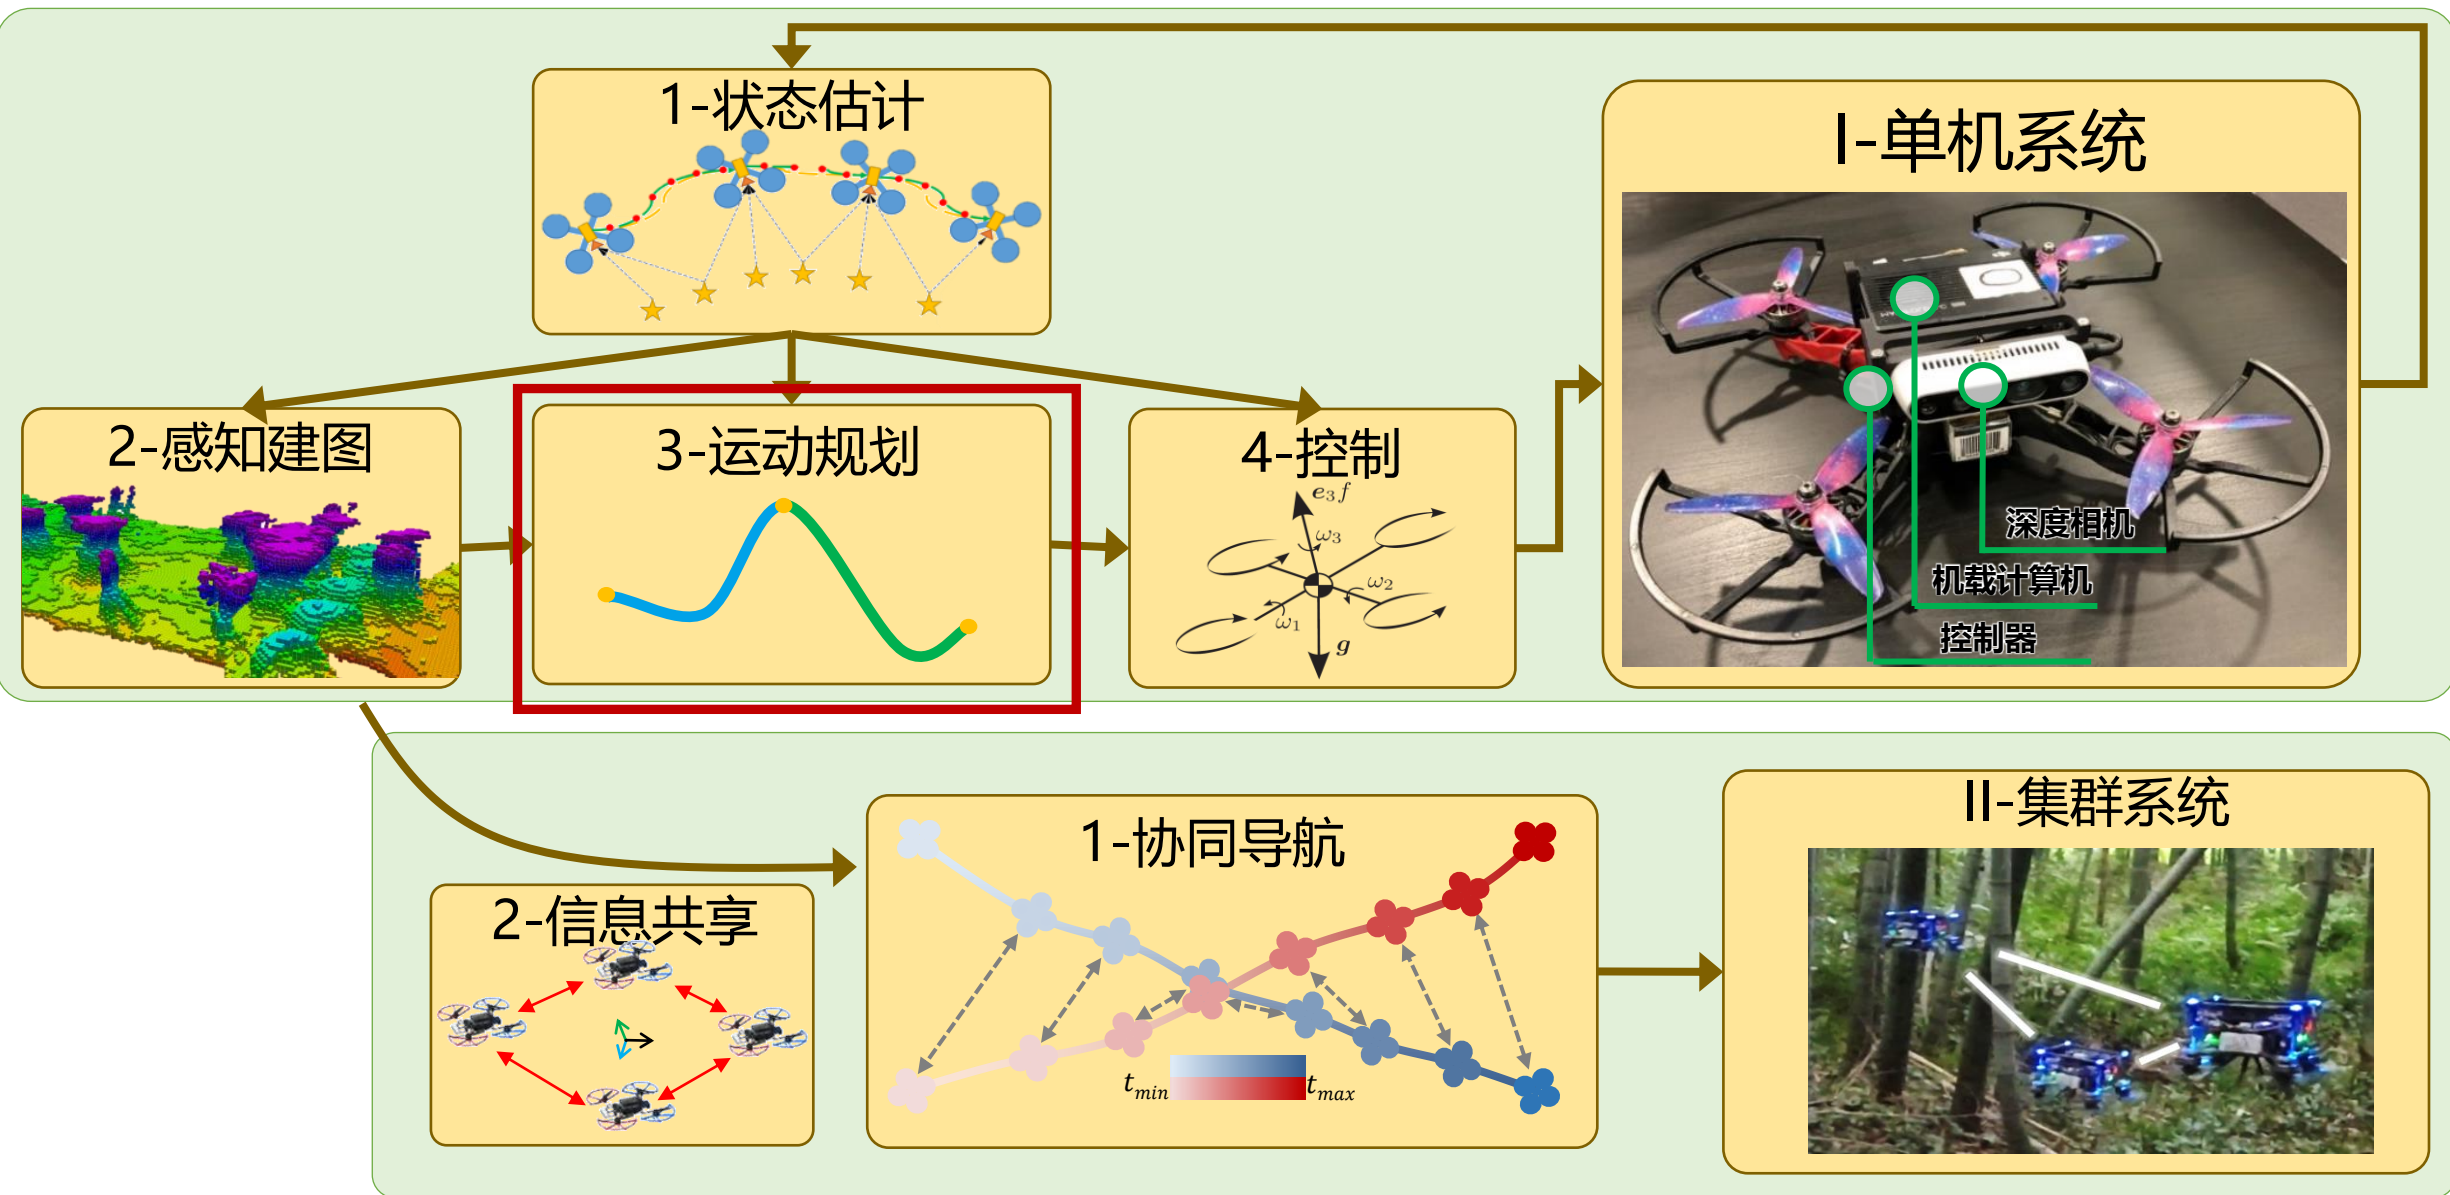 1-状态估计
I-单机系统
2-感知建图
3-运动规划
4-控制
e₃f
ω₃
ω₂
ω₁
g
深度相机
机载计算机
控制器
1-协同导航
II-集群系统
2-信息共享
t_min
t_max